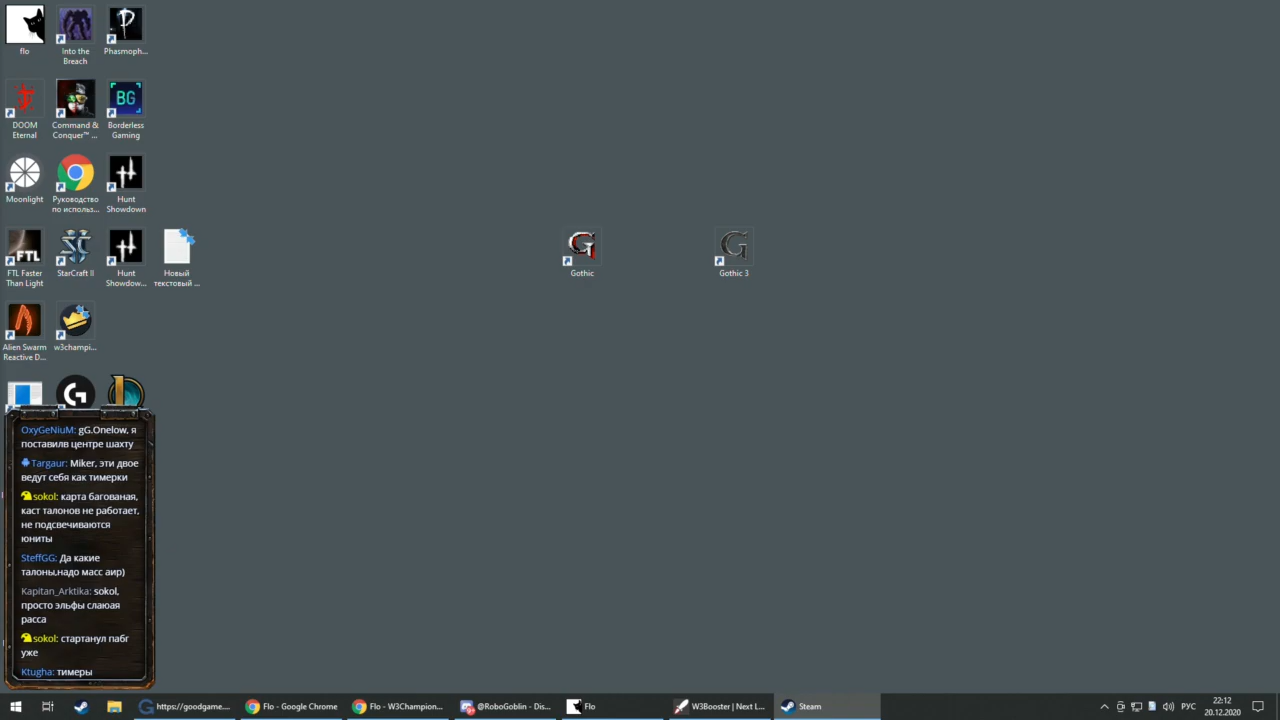 flo
Into the
Breach
Phasmoph...
DOOM
Eternal
Command &
Conquer™ ...
BG
Borderless
Gaming
Moonlight
Руководство
по использ...
Hunt
Showdown
FTL
FTL Faster
Than Light
StarCraft II
Hunt
Showdow...
Новый
текстовый ...
Gothic
Gothic 3
Alien Swarm
Reactive D...
w3champi...
OxyGeNiuM: gG.Onelow, я
поставилв центре шахту
Targaur: Miker, эти двое
ведут себя как тимерки
sokol: карта багованая,
каст талонов не работает,
не подсвечиваются
юниты
SteffGG: Да какие
талоны,надо масс аир)
Kapitan_Arktika: sokol,
просто эльфы слаюая
расса
sokol: стартанул пабг
уже
Ktugha: тимеры
https://goodgame....
Flo - Google Chrome
Flo - W3Champion...
@RoboGoblin - Dis...
Flo
W3Booster | Next L...
Steam
РУС
22:12
20.12.2020